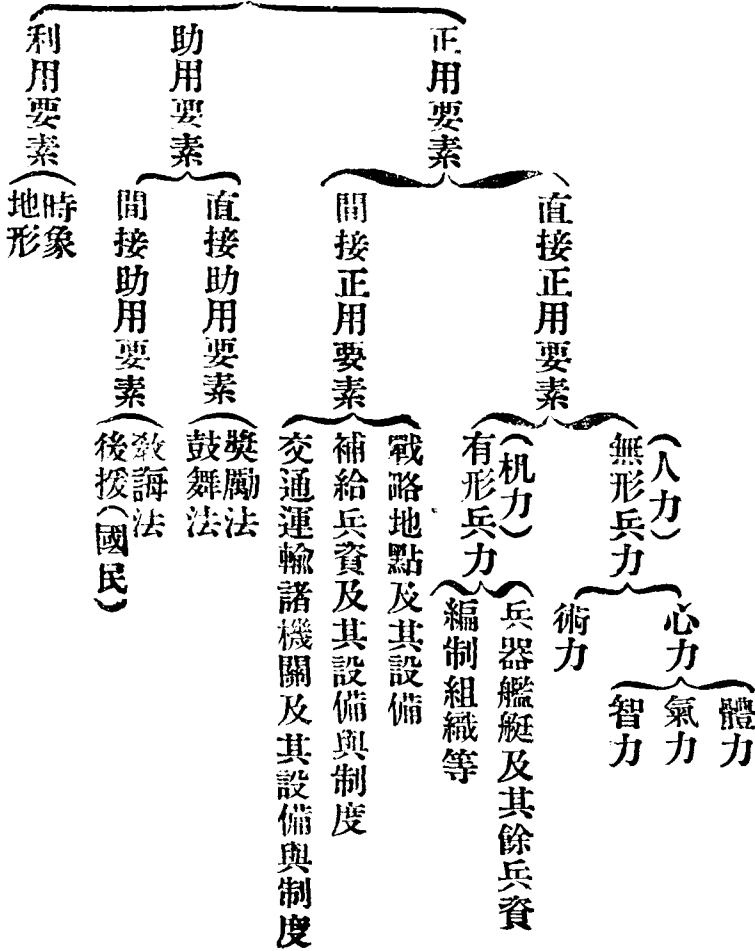 正用要素
直接正用要素
無形兵力
(人力)
心力
體力
氣力
智力
術力
有形兵力
(机力)
兵器艦艇及其餘兵資
編制組織等
間接正用要素
戰略地點及其設備
補給兵資及其設備與制度
交通運輸諸機關及其設備與制度
助用要素
直接助用要素
獎勵法
鼓舞法
間接助用要素
敎誨法
後援(國民)
利用要素
時象
地形